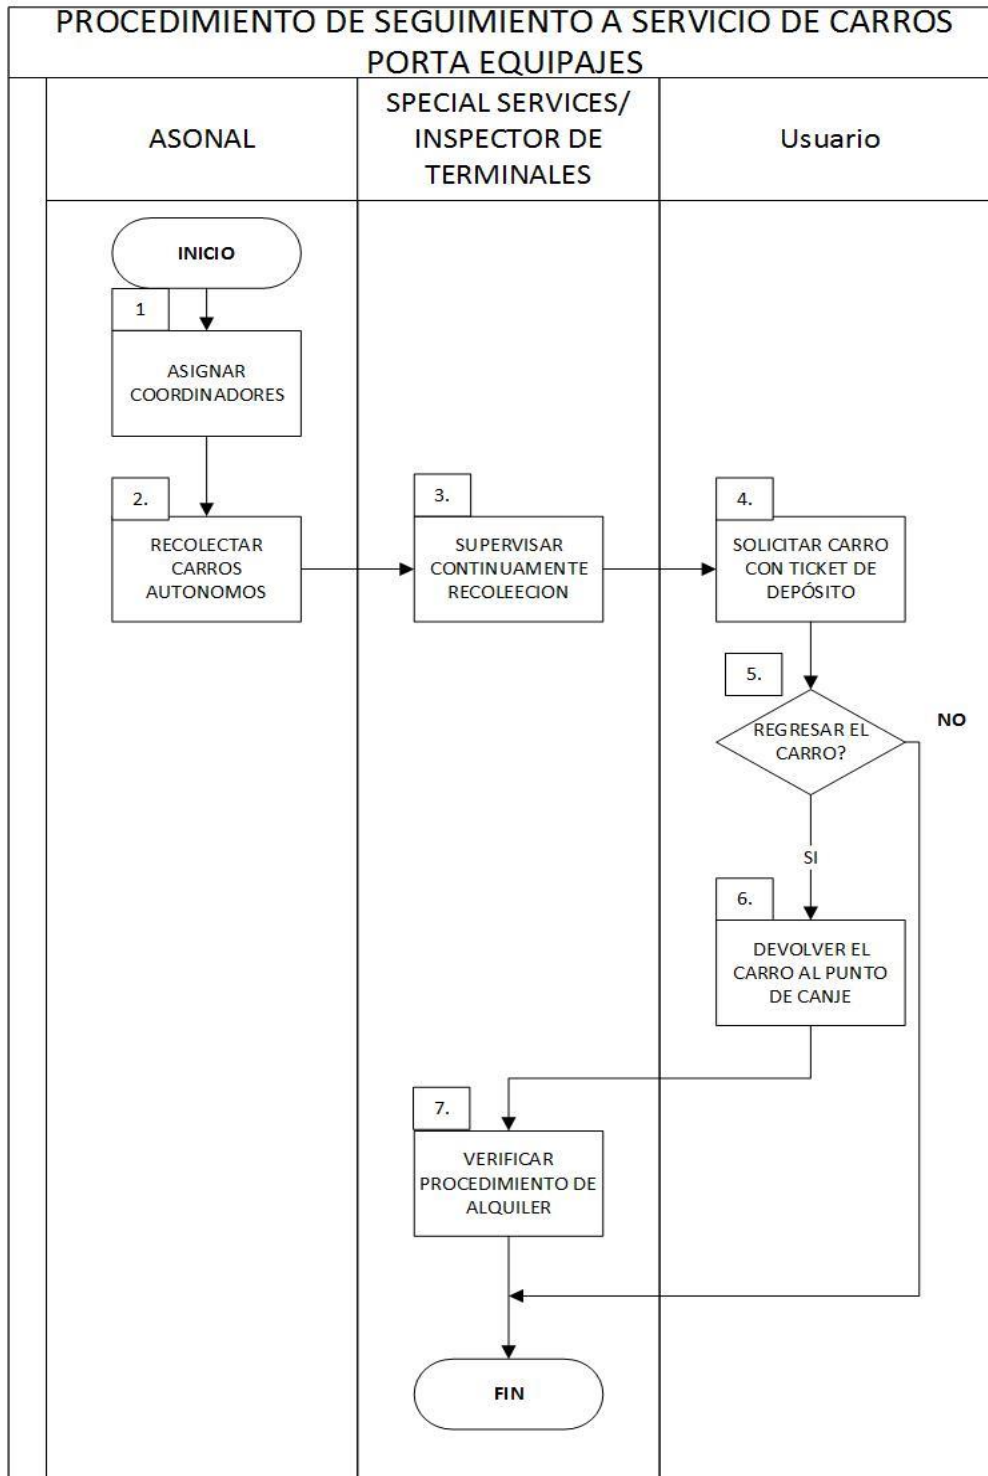 PROCEDIMIENTO DE SEGUIMIENTO A SERVICIO DE CARROS
PORTA EQUIPAJES
ASONAL
SPECIAL SERVICES/
INSPECTOR DE
TERMINALES
Usuario
INICIO
1
ASIGNAR
COORDINADORES
2.
RECOLECTAR
CARROS
AUTONOMOS
3.
SUPERVISAR
CONTINUAMENTE
RECOLEECION
4.
SOLICITAR CARRO
CON TICKET DE
DEPÓSITO
5.
REGRESAR EL
CARRO?
NO
SI
6.
DEVOLVER EL
CARRO AL PUNTO
DE CANJE
7.
VERIFICAR
PROCEDIMIENTO DE
ALQUILER
FIN